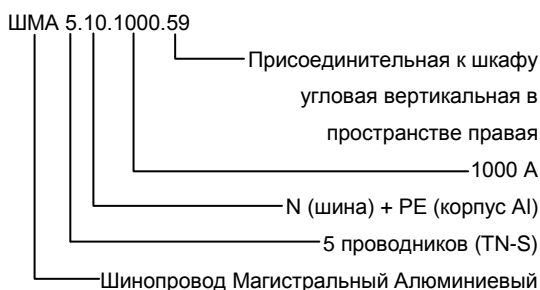 ШМА 5.10.1000.59
Присоединительная к шкафу
угловая вертикальная в
пространстве правая
1000 А
N (шина) + PE (корпус Al)
5 проводников (TN-S)
Шинопровод Магистральный Алюминиевый